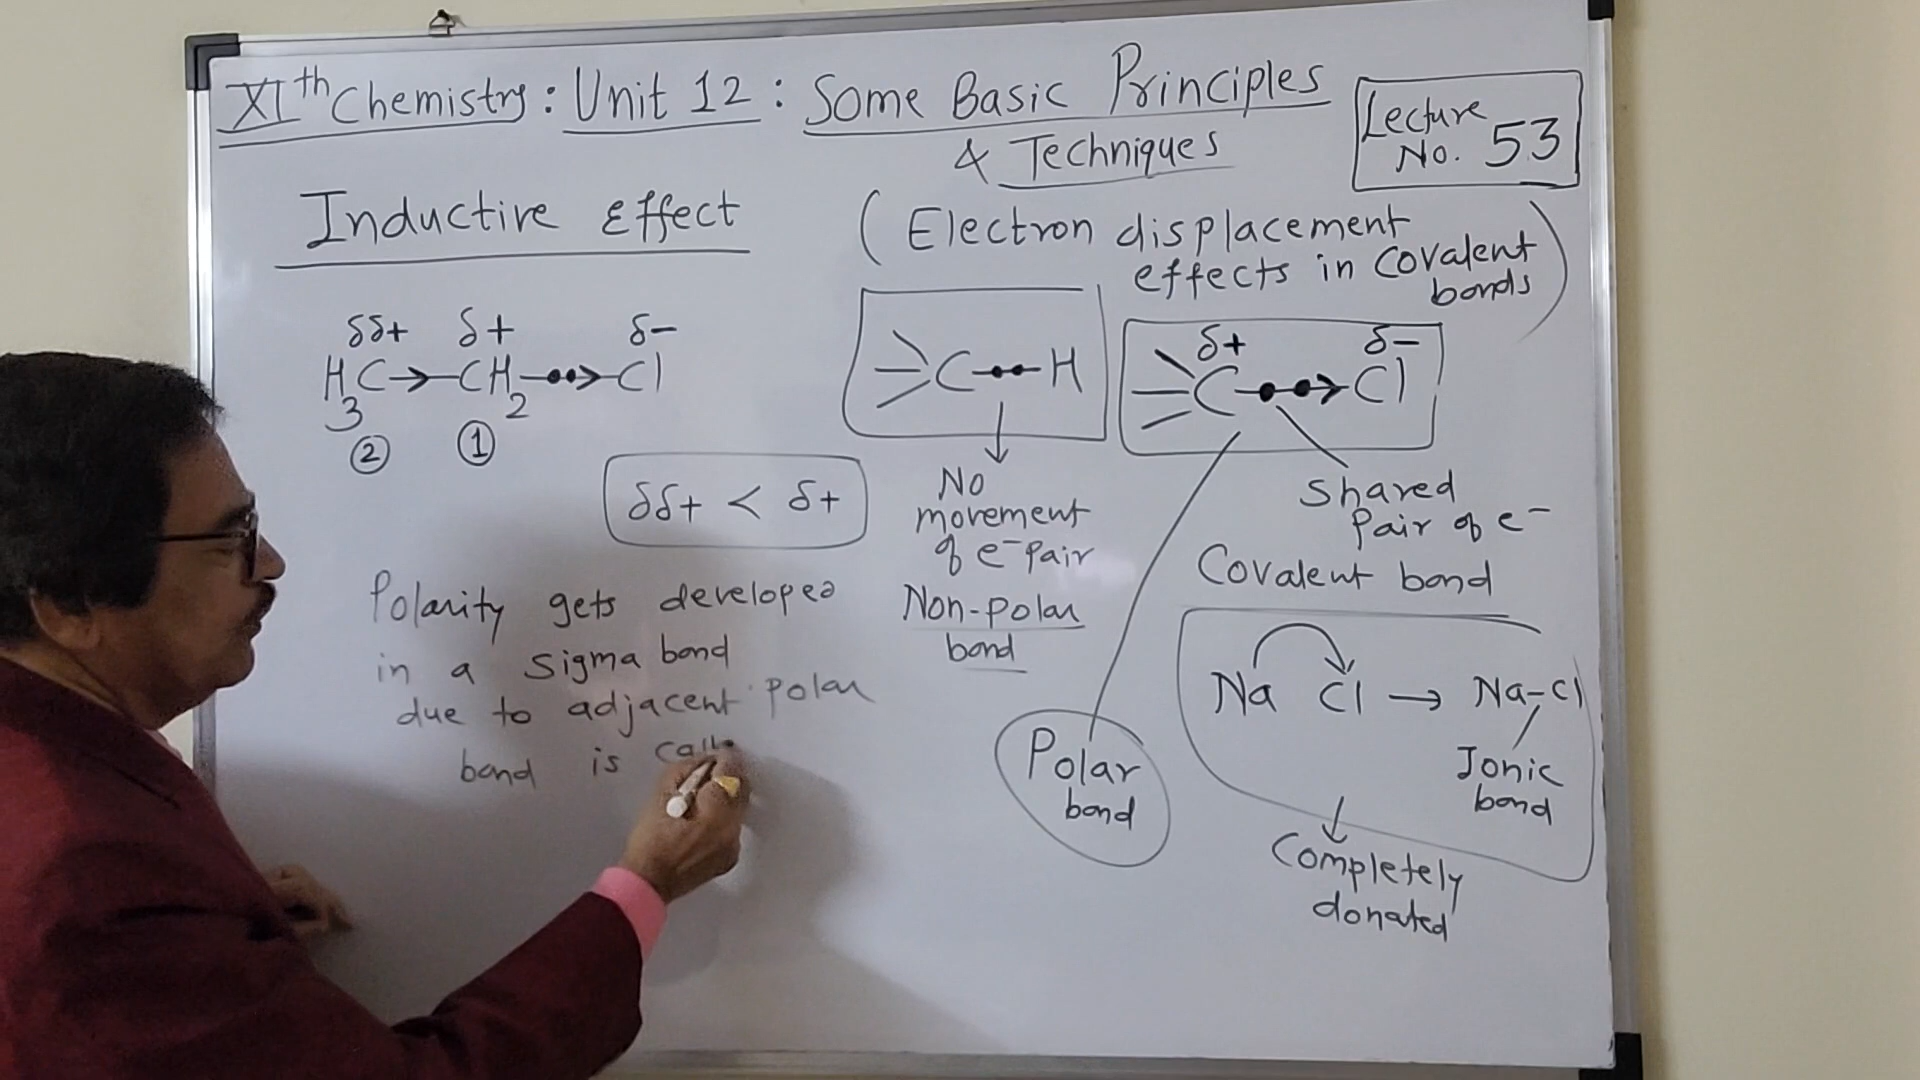 XIth Chemistry: Unit 12: Some Basic Principles
& Techniques
Lecture
No. 53
Inductive Effect
(Electron displacement
effects in Covalent
bonds)
δδ+ δ+ δ-
H3C→CH2••→Cl
② ①
δδ+ < δ+
Polarity gets developed
in a sigma bond
due to adjacent polar
bond is
C••H
No
movement
of e⁻ pair
Non-polar
bond
δ+ δ-
C••→Cl
Shared
Pair of e⁻
Covalent bond
Polar
bond
Na Cl → Na-Cl
Ionic
bond
Completely
donated